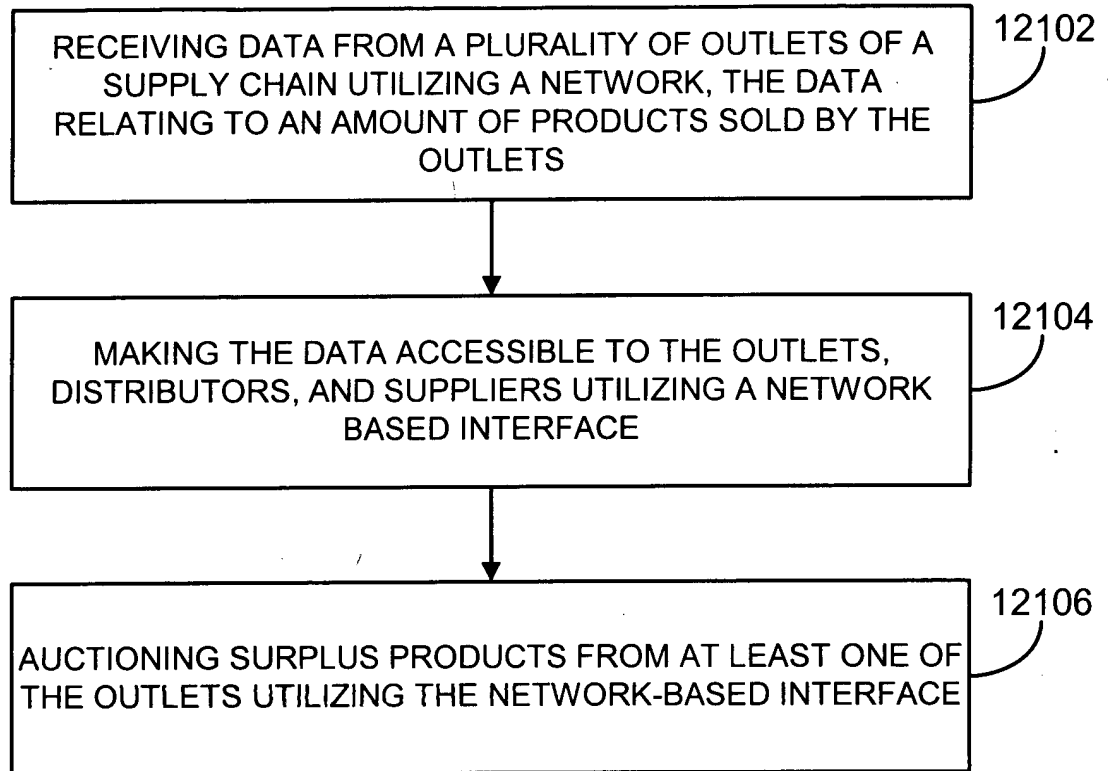 RECEIVING DATA FROM A PLURALITY OF OUTLETS OF A
SUPPLY CHAIN UTILIZING A NETWORK, THE DATA
RELATING TO AN AMOUNT OF PRODUCTS SOLD BY THE
OUTLETS
12102
MAKING THE DATA ACCESSIBLE TO THE OUTLETS,
DISTRIBUTORS, AND SUPPLIERS UTILIZING A NETWORK
BASED INTERFACE
12104
AUCTIONING SURPLUS PRODUCTS FROM AT LEAST ONE OF
THE OUTLETS UTILIZING THE NETWORK-BASED INTERFACE
12106